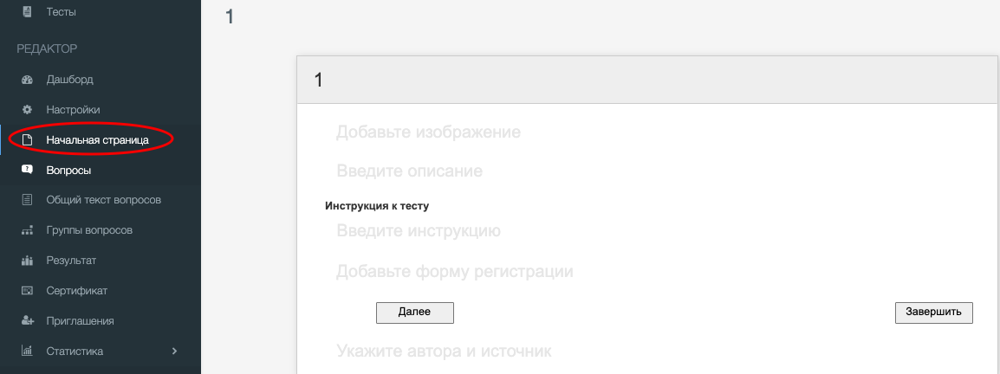 Тесты
РЕДАКТОР
Дашборд
Настройки
Начальная страница
Вопросы
Общий текст вопросов
Группы вопросов
Результат
Сертификат
Приглашения
Статистика
1
1
Добавьте изображение
Введите описание
Инструкция к тесту
Введите инструкцию
Добавьте форму регистрации
Далее
Завершить
Укажите автора и источник